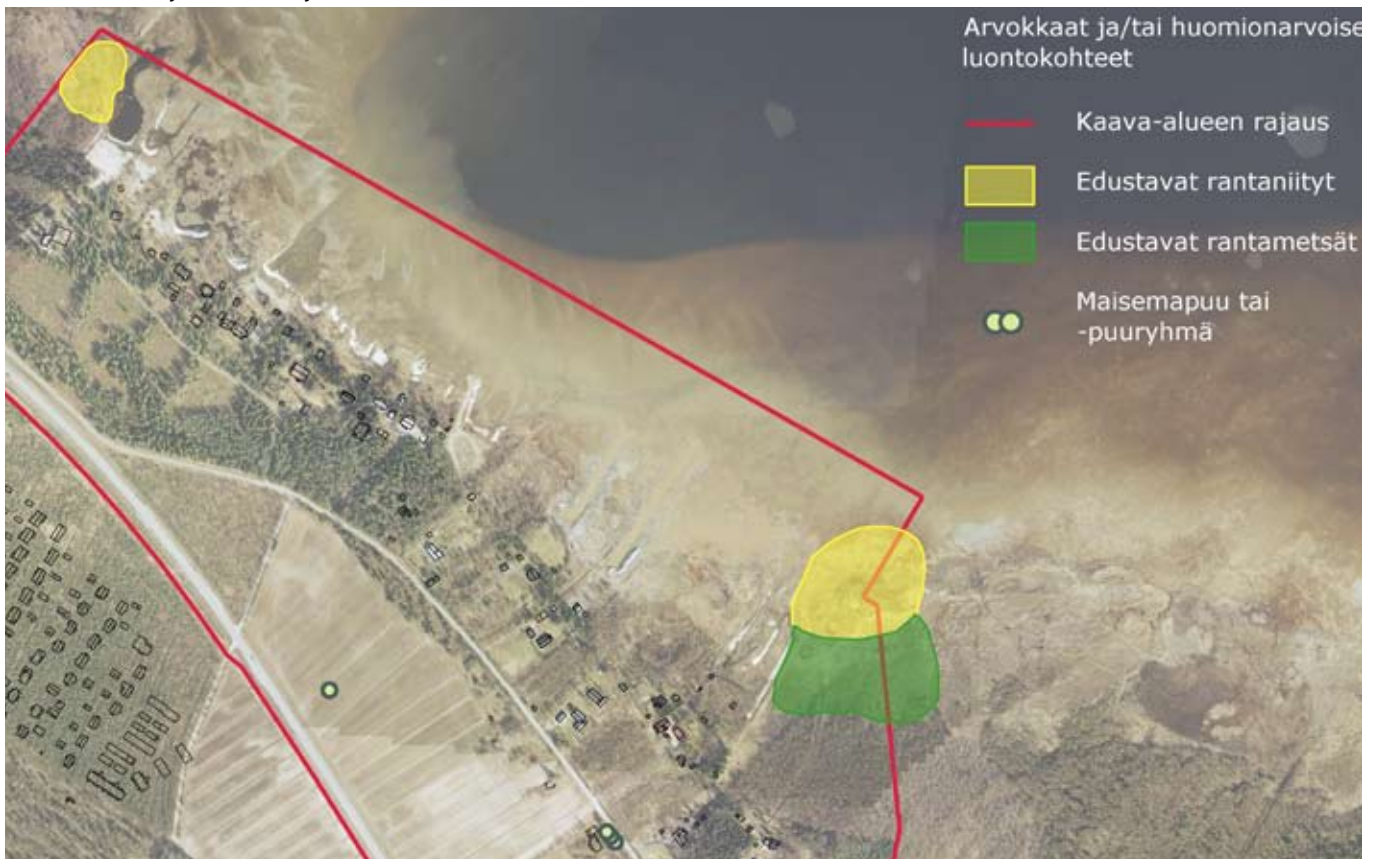 Arvokkaat ja/tai huomionarvoise
luontokohteet
Kaava-alueen rajaus
Edustavat rantaniityt
Edustavat rantametsät
Maisemapuu tai
-puuryhmä